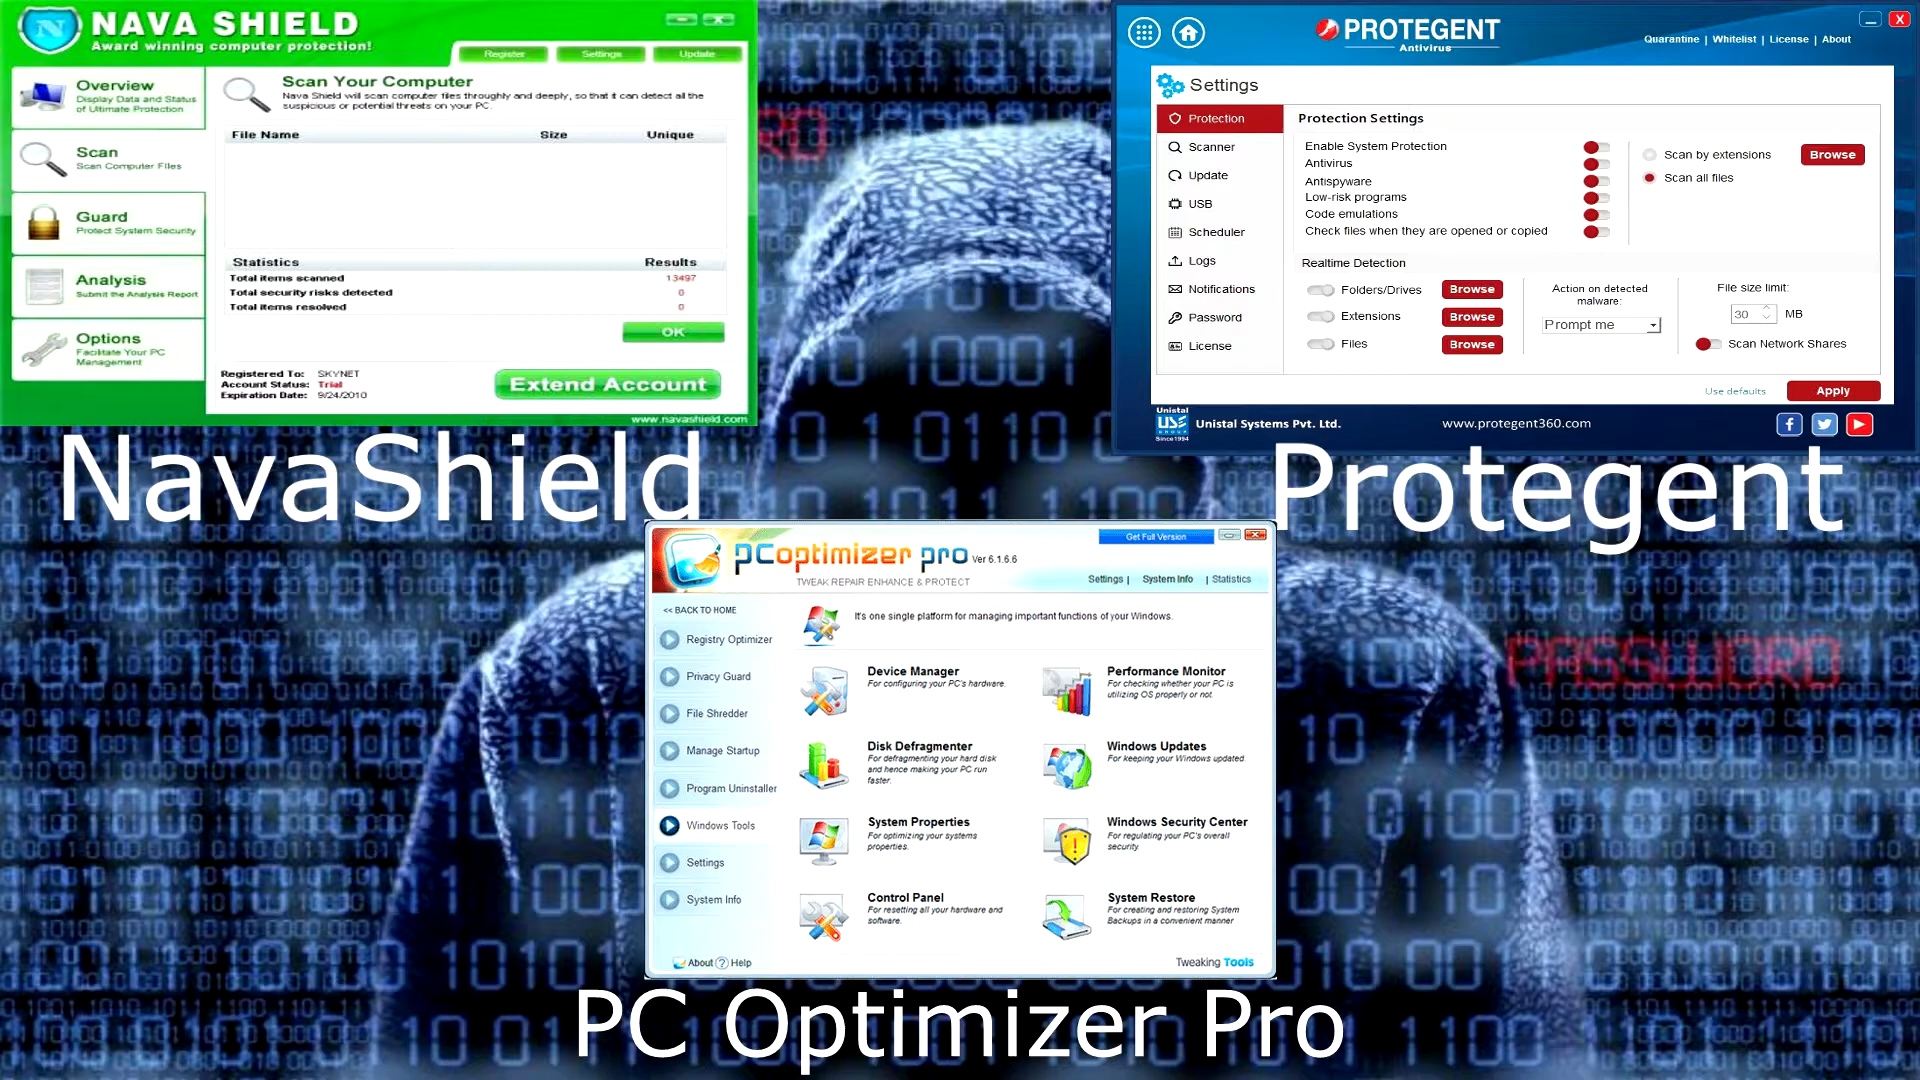 NAVA SHIELD
Award winning computer protection!
Register
Settings
Update
Overview
Display Data and Status
of Ultimate Protection
Scan
Scan Computer Files
Guard
Protect System Security
Analysis
Submit the Analysis Report
Options
Facilitate Your PC
Management
Scan Your Computer
Nava Shield will scan computer files throughly and deeply, so that it can detect all the
suspicious or potential threats on your PC.
File Name Size Unique
Statistics Results
Total items scanned 13497
Total security risks detected 0
Total items resolved 0
OK
Registered To: SKYNET
Account Status: Trial
Expiration Date: 9/24/2010
Extend Account
www.navashield.com
NavaShield
PROTEGENT
Antivirus
Quarantine | Whitelist | License | About
Settings
Protection
Scanner
Update
USB
Scheduler
Logs
Notifications
Password
License
Protection Settings
Enable System Protection
Antivirus
Antispyware
Low-risk programs
Code emulations
Check files when they are opened or copied
Scan by extensions
Browse
Scan all files
Realtime Detection
Folders/Drives Browse
Extensions Browse
Files Browse
Action on detected
malware:
Prompt me
File size limit:
30 MB
Scan Network Shares
Use defaults
Apply
Unistal
USE
GROUP
Since 1994
Unistal Systems Pvt. Ltd.
www.protegent360.com
Protegent
PCoptimizer pro Ver 6.1.6.6
TWEAK REPAIR ENHANCE & PROTECT
Get Full Version
Settings | System Info | Statistics
<< BACK TO HOME
Registry Optimizer
Privacy Guard
File Shredder
Manage Startup
Program Uninstaller
Windows Tools
Settings
System Info
It's one single platform for managing important functions of your Windows.
Device Manager
For configuring your PC's hardware.
Performance Monitor
For checking whether your PC is
utilizing OS properly or not.
Disk Defragmenter
For defragmenting your hard disk
and hence making your PC run
faster.
Windows Updates
For keeping your Windows updated.
System Properties
For optimizing your systems
properties.
Windows Security Center
For regulating your PC's overall
security.
Control Panel
For resetting all your hardware and
software.
System Restore
For creating and restoring System
Backups in a convenient manner
About Help
Tweaking Tools
PC Optimizer Pro
PASSWORD